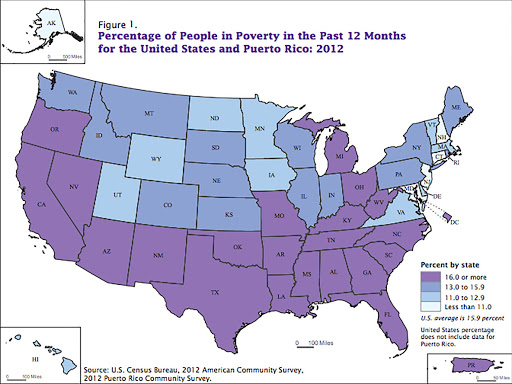 Figure 1.
Percentage of People in Poverty in the Past 12 Months
for the United States and Puerto Rico: 2012
AK
0 100 Miles
WA
MT
ND
MN
ME
VT
NH
OR
ID
SD
WI
MI
NY
MA
CT
RI
WY
IA
PA
NJ
NE
NV
UT
CO
IL
IN
OH
MD
DE
DC
WV
VA
CA
KS
MO
KY
NC
AZ
NM
OK
AR
TN
SC
TX
LA
MS
AL
GA
FL
0 100 Miles
HI
0 100 Miles
Percent by state
16.0 or more
13.0 to 15.9
11.0 to 12.9
Less than 11.0
U.S. average is 15.9 percent
United States percentage
does not include data for
Puerto Rico.
PR
Source: U.S. Census Bureau, 2012 American Community Survey,
2012 Puerto Rico Community Survey.